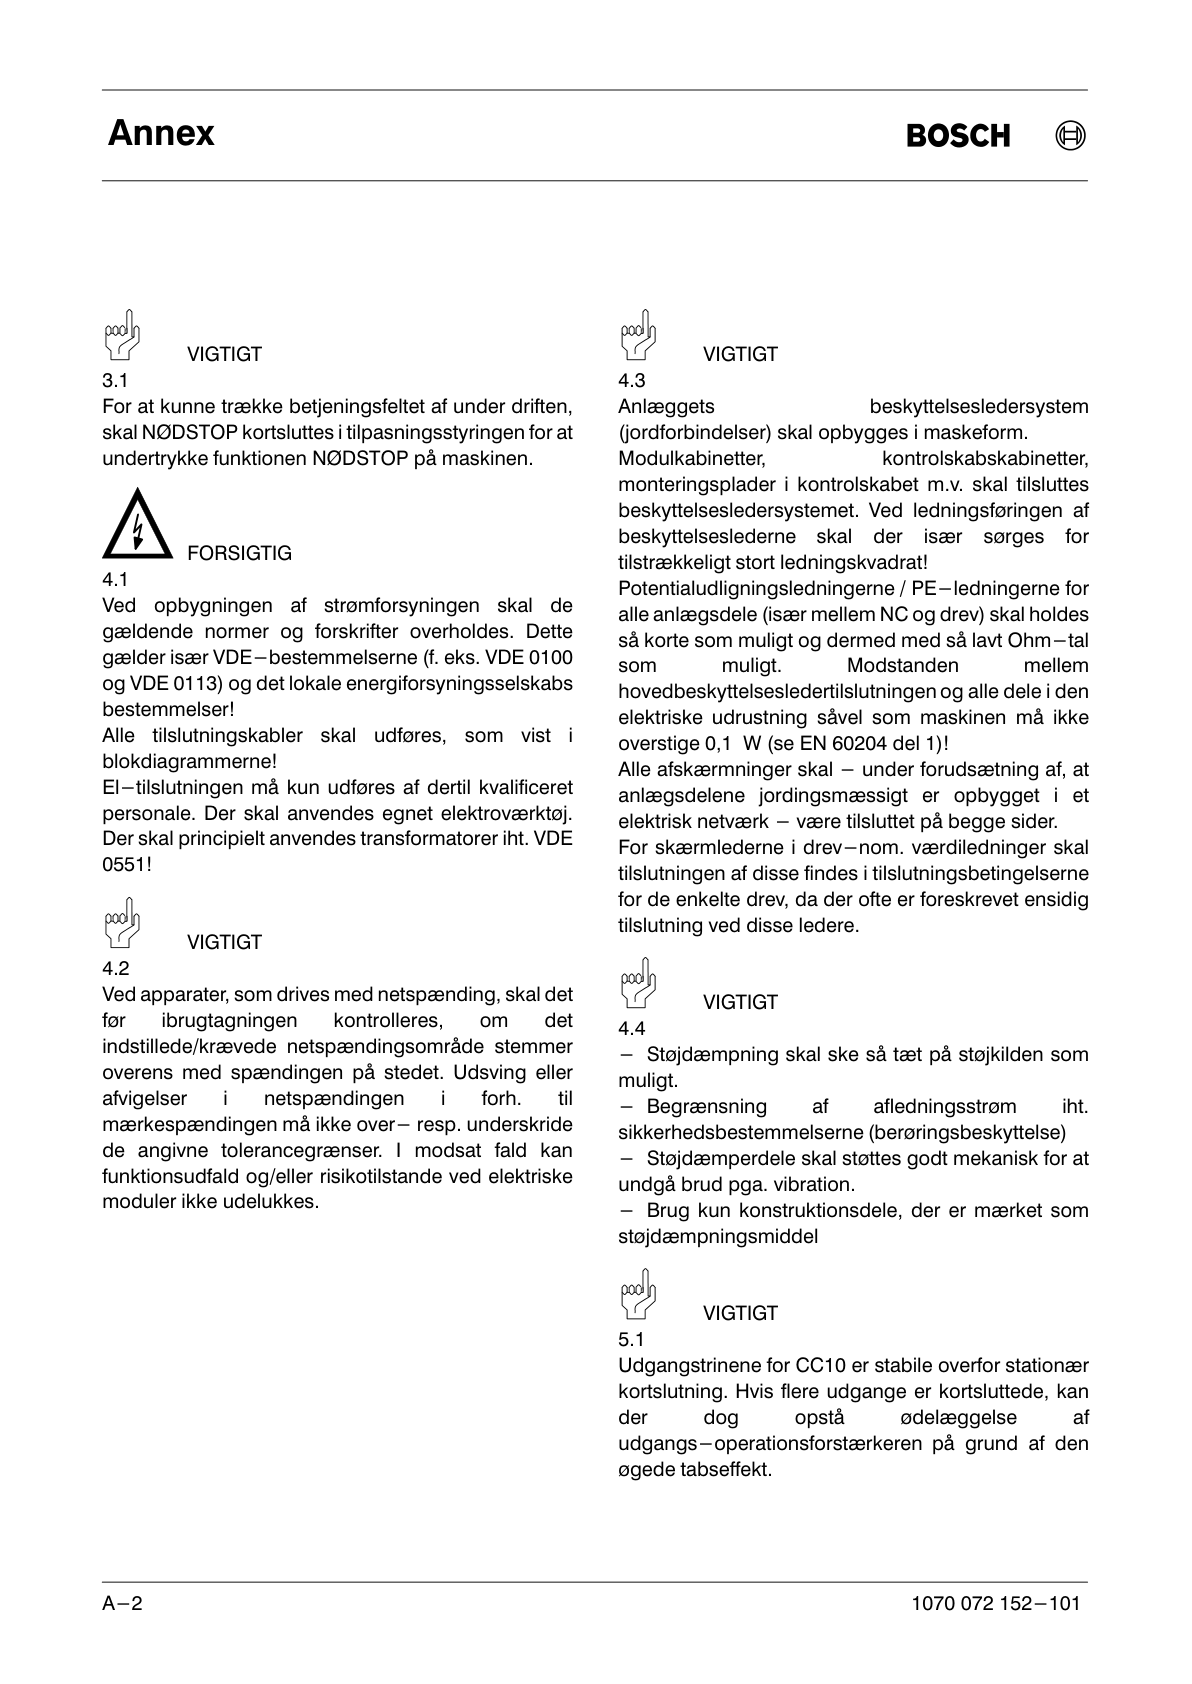 Annex
BOSCH
VIGTIGT
3.1
For at kunne trække betjeningsfeltet af under driften,
skal NØDSTOP kortsluttes i tilpasningsstyringen for at
undertrykke funktionen NØDSTOP på maskinen.
FORSIGTIG
4.1
Ved opbygningen af strømforsyningen skal de
gældende normer og forskrifter overholdes. Dette
gælder især VDE−bestemmelserne (f. eks. VDE 0100
og VDE 0113) og det lokale energiforsyningsselskabs
bestemmelser!
Alle tilslutningskabler skal udføres, som vist i
blokdiagrammerne!
El−tilslutningen må kun udføres af dertil kvalificeret
personale. Der skal anvendes egnet elektroværktøj.
Der skal principielt anvendes transformatorer iht. VDE
0551!
VIGTIGT
4.2
Ved apparater, som drives med netspænding, skal det
før ibrugtagningen kontrolleres, om det
indstillede/krævede netspændingsområde stemmer
overens med spændingen på stedet. Udsving eller
afvigelser i netspændingen i forh. til
mærkespændingen må ikke over− resp. underskride
de angivne tolerancegrænser. I modsat fald kan
funktionsudfald og/eller risikotilstande ved elektriske
moduler ikke udelukkes.
VIGTIGT
4.3
Anlæggets beskyttelsesledersystem
(jordforbindelser) skal opbygges i maskeform.
Modulkabinetter, kontrolskabskabinetter,
monteringsplader i kontrolskabet m.v. skal tilsluttes
beskyttelsesledersystemet. Ved ledningsføringen af
beskyttelseslederne skal der især sørges for
tilstrækkeligt stort ledningskvadrat!
Potentialudligningsledningerne / PE−ledningerne for
alle anlægsdele (især mellem NC og drev) skal holdes
så korte som muligt og dermed med så lavt Ohm−tal
som muligt. Modstanden mellem
hovedbeskyttelsesledertilslutningen og alle dele i den
elektriske udrustning såvel som maskinen må ikke
overstige 0,1 W (se EN 60204 del 1)!
Alle afskærmninger skal − under forudsætning af, at
anlægsdelene jordingsmæssigt er opbygget i et
elektrisk netværk − være tilsluttet på begge sider.
For skærmlederne i drev−nom. værdiledninger skal
tilslutningen af disse findes i tilslutningsbetingelserne
for de enkelte drev, da der ofte er foreskrevet ensidig
tilslutning ved disse ledere.
VIGTIGT
4.4
− Støjdæmpning skal ske så tæt på støjkilden som
muligt.
− Begrænsning af afledningsstrøm iht.
sikkerhedsbestemmelserne (berøringsbeskyttelse)
− Støjdæmperdele skal støttes godt mekanisk for at
undgå brud pga. vibration.
− Brug kun konstruktionsdele, der er mærket som
støjdæmpningsmiddel
VIGTIGT
5.1
Udgangstrinene for CC10 er stabile overfor stationær
kortslutning. Hvis flere udgange er kortsluttede, kan
der dog opstå ødelæggelse af
udgangs−operationsforstærkeren på grund af den
øgede tabseffekt.
A−2
1070 072 152−101